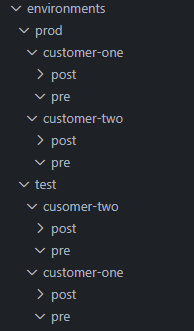 environments
prod
customer-one
post
pre
customer-two
post
pre
test
cusomer-two
post
pre
customer-one
post
pre